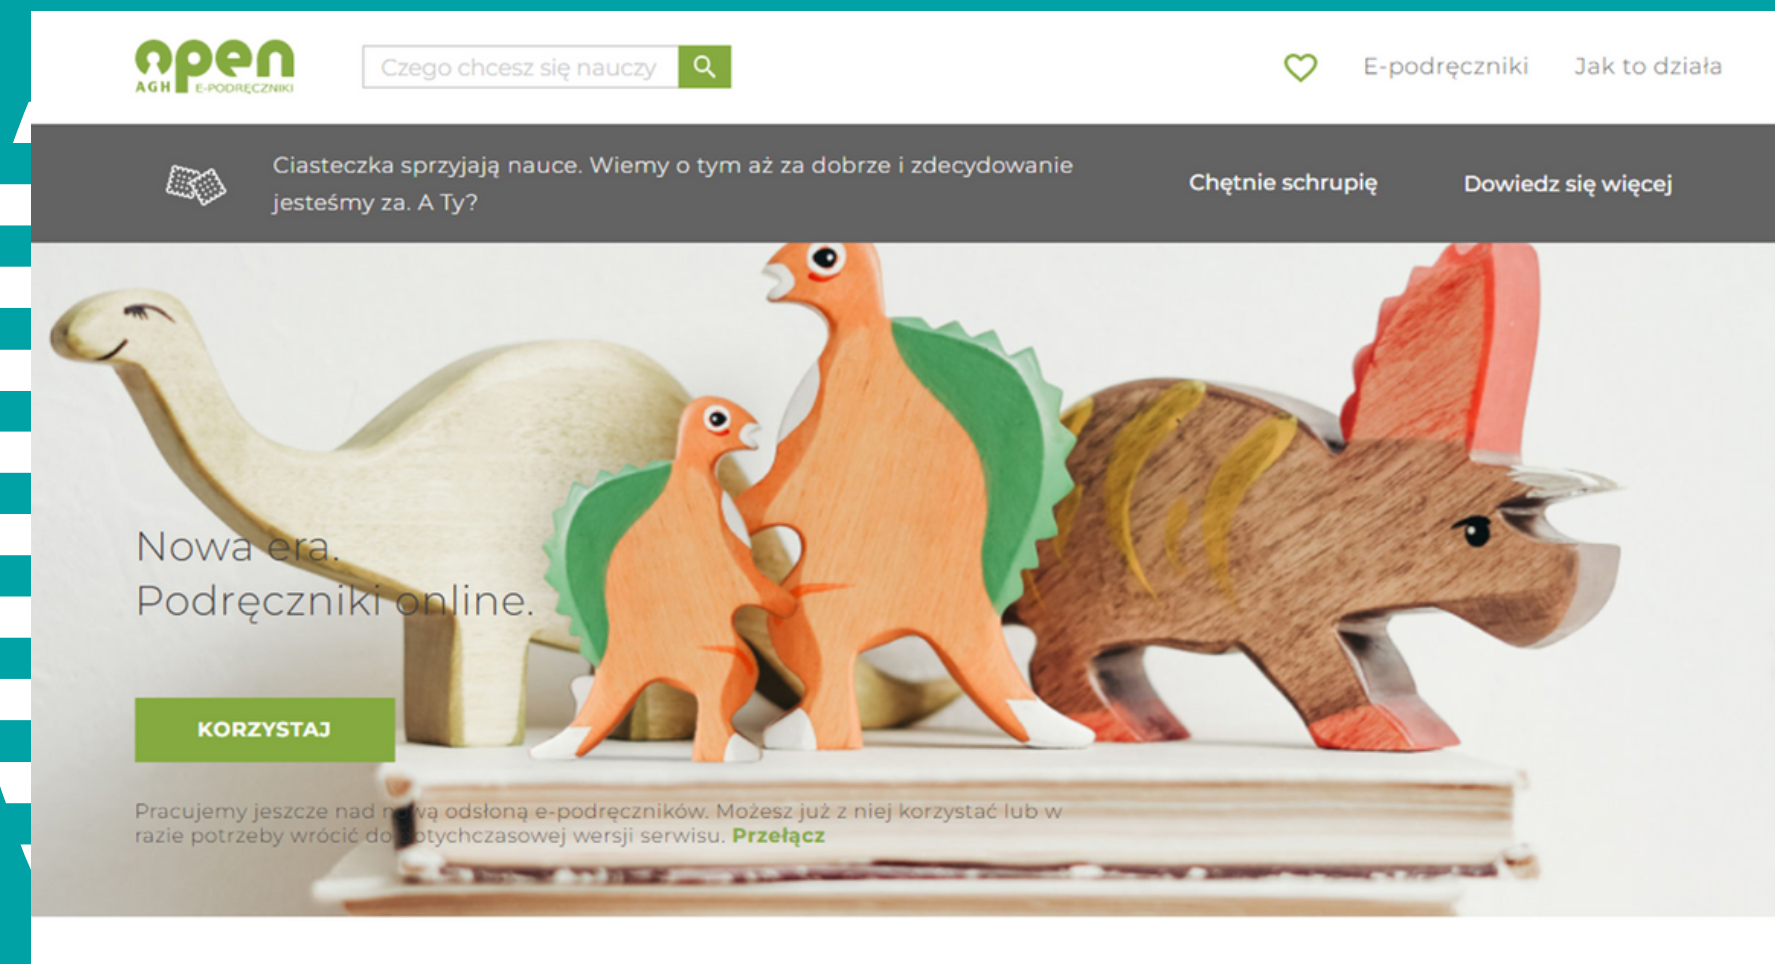 open
AGH E-PODRĘCZNIKI
Czego chcesz się nauczy
E-podręczniki
Jak to działa
Ciasteczka sprzyjają nauce. Wiemy o tym aż za dobrze i zdecydowanie
jesteśmy za. A Ty?
Chętnie schrupię
Dowiedz się więcej
Nowa era.
Podręczniki online.
KORZYSTAJ
Pracujemy jeszcze nad nową odsłoną e-podręczników. Możesz już z niej korzystać lub w
razie potrzeby wrócić do dotychczasowej wersji serwisu. Przełącz